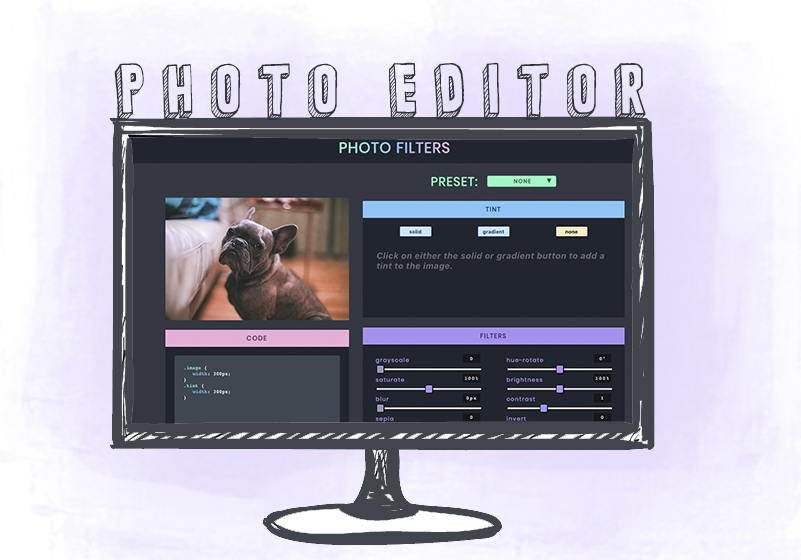 PHOTO EDITOR
PHOTO FILTERS
PRESET: NONE
TINT
solid gradient none
Click on either the solid or gradient button to add a
tint to the image.
CODE
.image {
width: 300px;
}
.tint {
width: 300px;
}
FILTERS
grayscale 0 hue-rotate 0°
saturate 100% brightness 100%
blur 0px contrast 1
sepia 0 invert 0